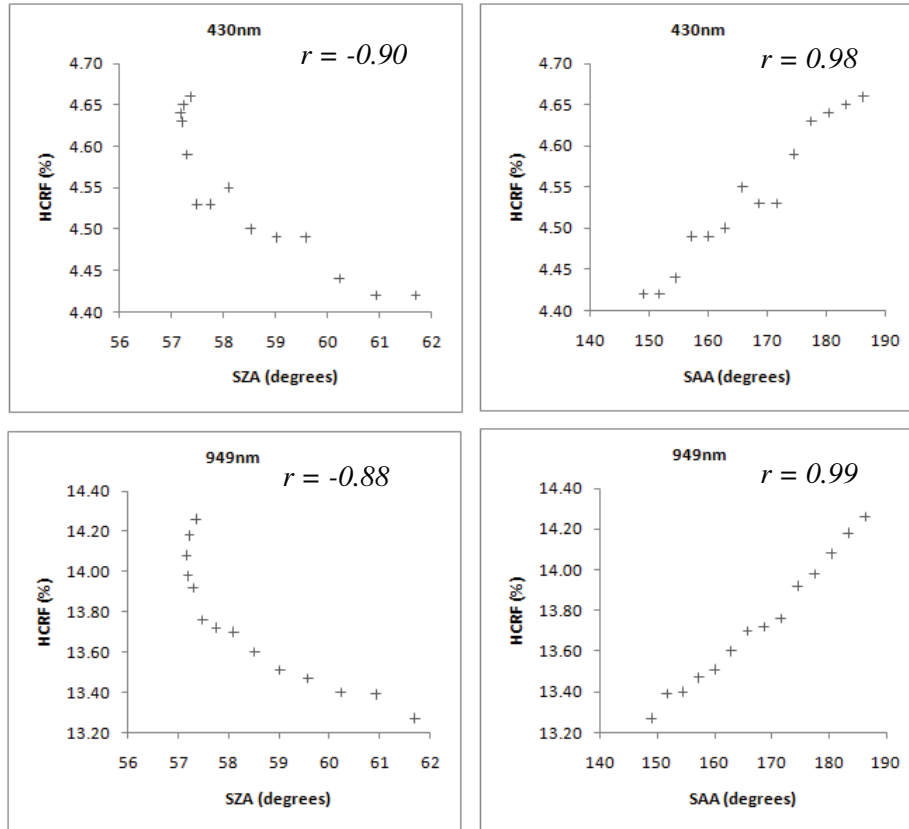 430nm
r = -0.90
4.70
4.65
4.60
4.55
4.50
4.45
4.40
HCRF (%)
56 57 58 59 60 61 62
SZA (degrees)
430nm
r = 0.98
4.70
4.65
4.60
4.55
4.50
4.45
4.40
HCRF (%)
140 150 160 170 180 190
SAA (degrees)
949nm
r = -0.88
14.40
14.20
14.00
13.80
13.60
13.40
13.20
HCRF (%)
56 57 58 59 60 61 62
SZA (degrees)
949nm
r = 0.99
14.40
14.20
14.00
13.80
13.60
13.40
13.20
HCRF (%)
140 150 160 170 180 190
SAA (degrees)